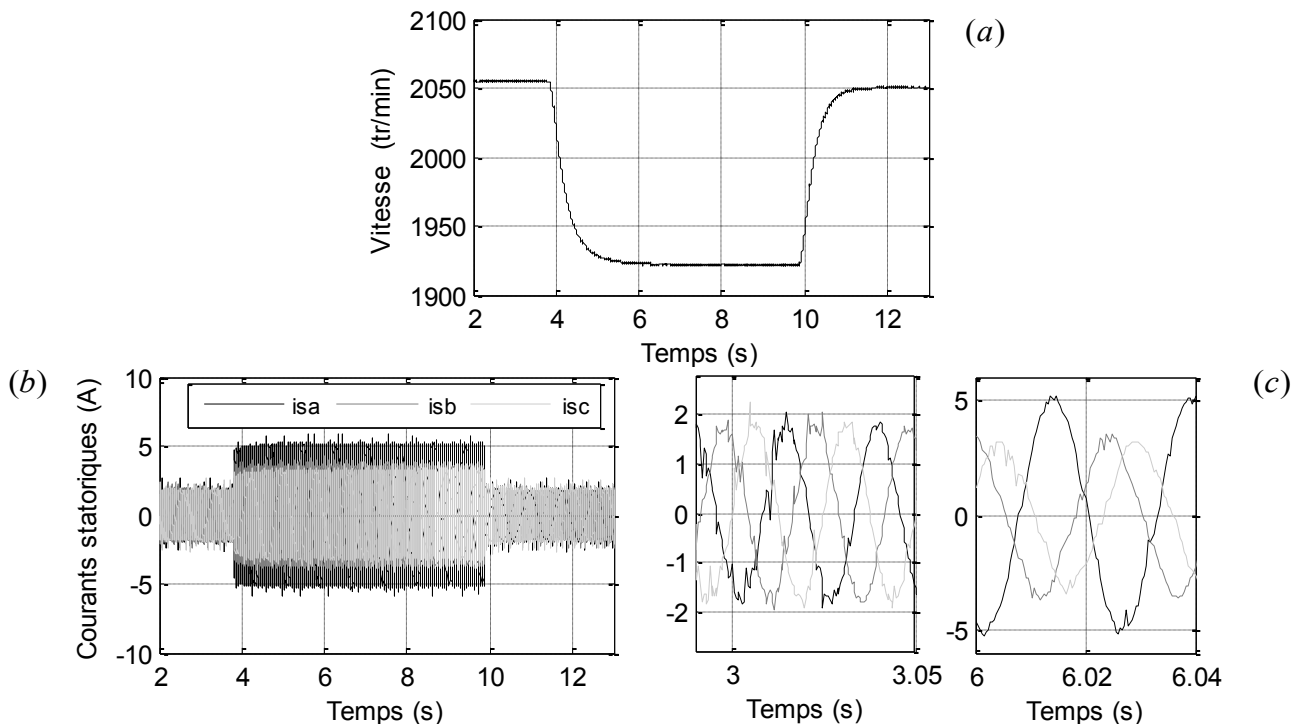 2100
(a)
2050
2000
1950
1900
Vitesse (tr/min)
2 4 6 8 10 12
Temps (s)
(b)
Courants statoriques (A)
10
5
0
-5
-10
isa isb isc
2 4 6 8 10 12
Temps (s)
2
1
0
-1
-2
3 3.05
Temps (s)
(c)
5
0
-5
6 6.02 6.04
Temps (s)